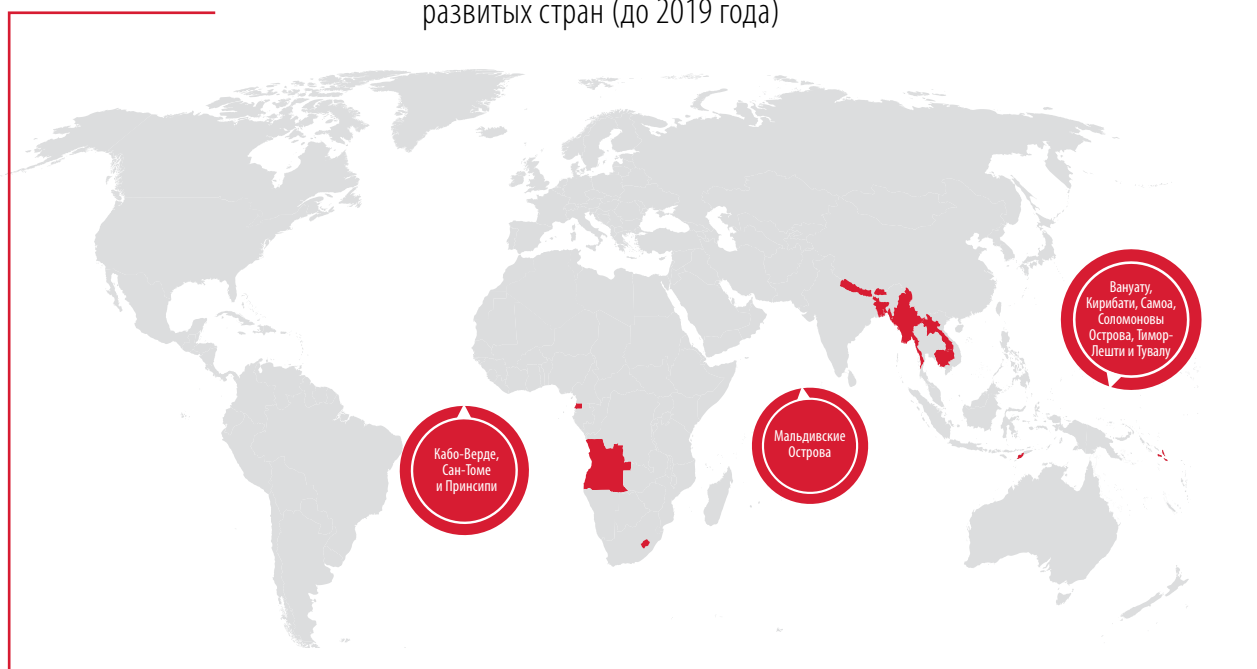 развитых стран (до 2019 года)
Вануату,
Кирибати, Самоа,
Соломоновы
Острова, Тимор-
Лешти и Тувалу
Кабо-Верде,
Сан-Томе
и Принсипи
Мальдивские
Острова